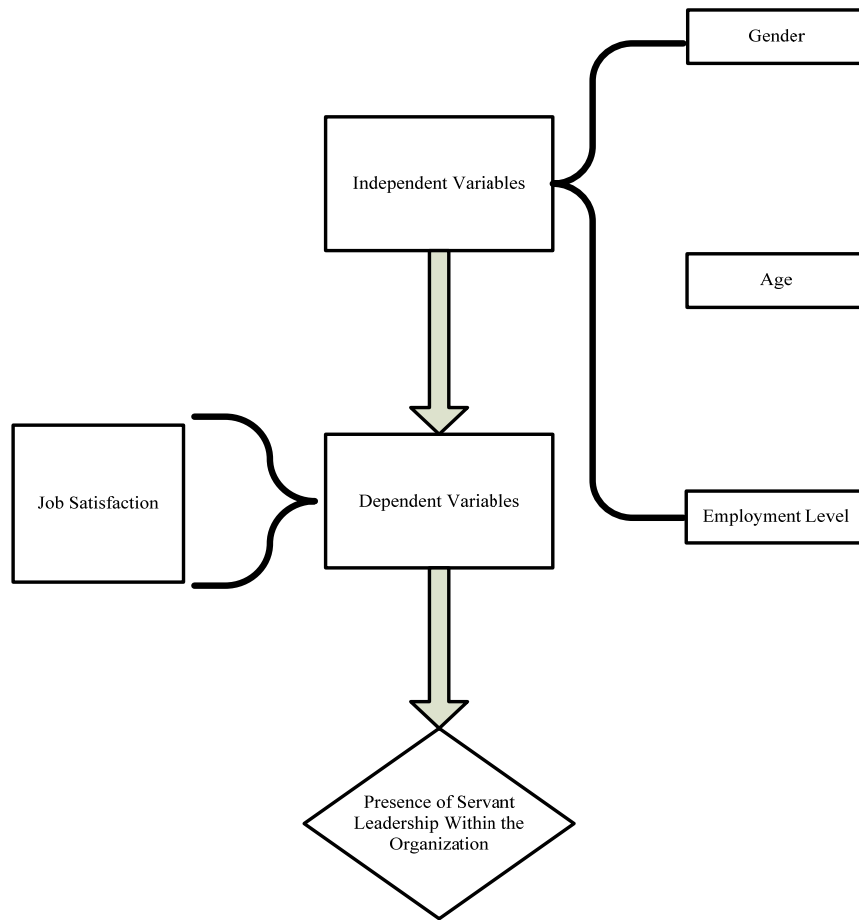 Gender
Independent Variables
Age
Job Satisfaction
Dependent Variables
Employment Level
Presence of Servant
Leadership Within the
Organization